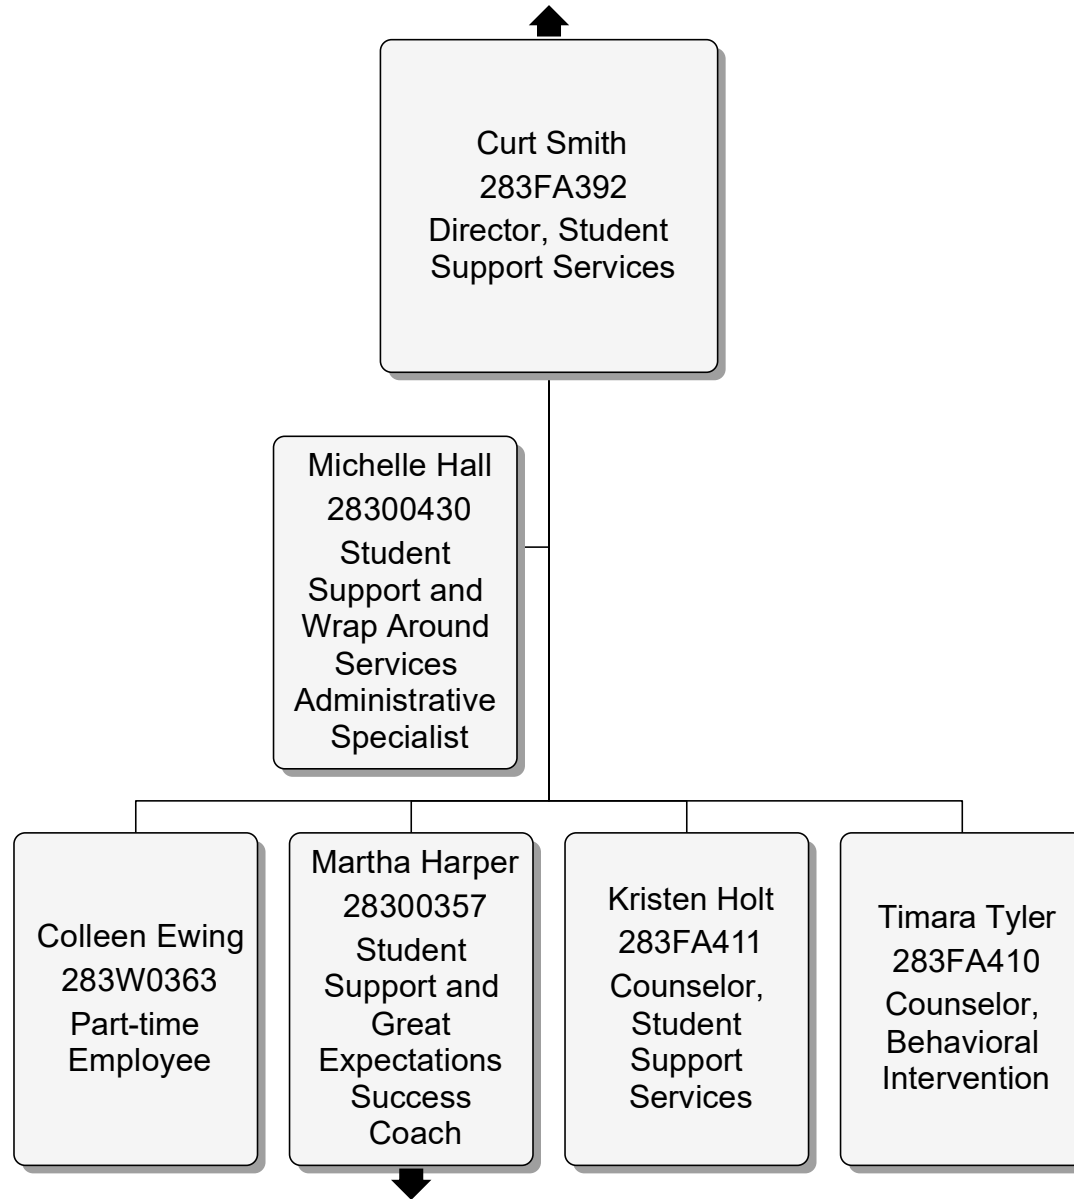 Curt Smith
283FA392
Director, Student
Support Services
Michelle Hall
28300430
Student
Support and
Wrap Around
Services
Administrative
Specialist
Colleen Ewing
283W0363
Part-time
Employee
Martha Harper
28300357
Student
Support and
Great
Expectations
Success
Coach
Kristen Holt
283FA411
Counselor,
Student
Support
Services
Timara Tyler
283FA410
Counselor,
Behavioral
Intervention